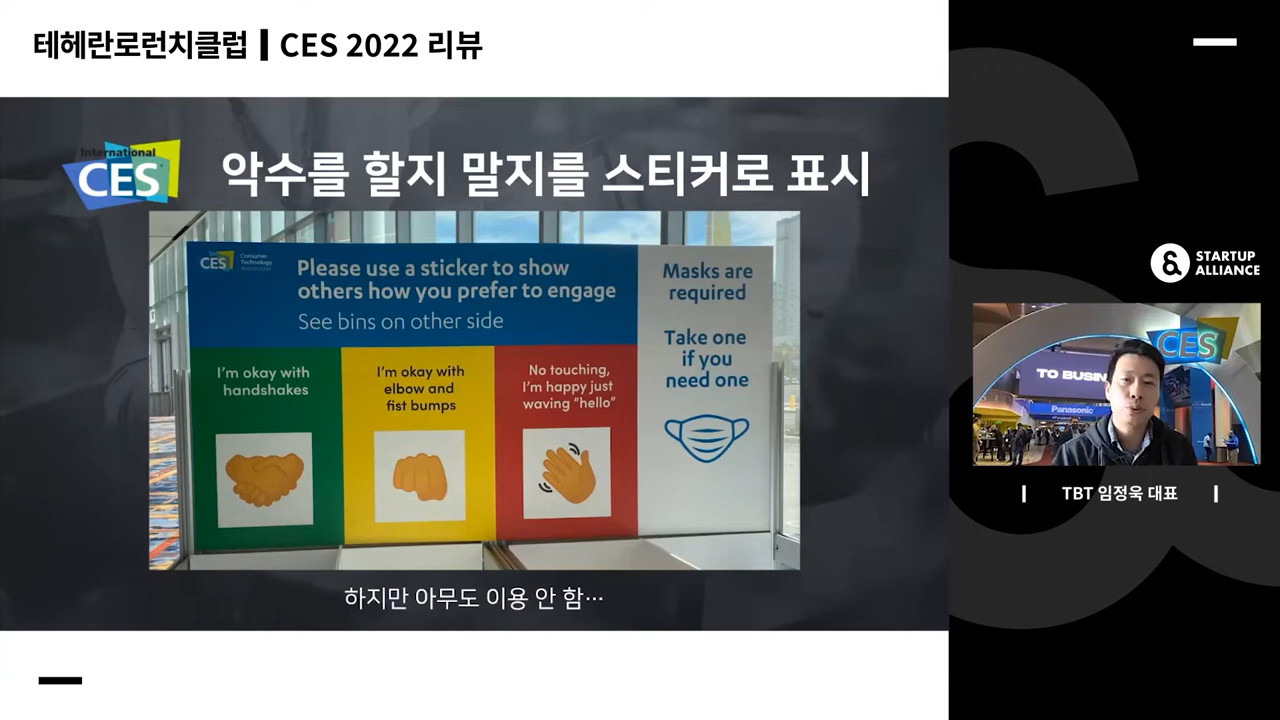 테헤란로런치클럽 | CES 2022 리뷰
International
CES
악수를 할지 말지를 스티커로 표시
CES
Consumer
Technology
Please use a sticker to show
others how you prefer to engage
See bins on other side
I'm okay with
handshakes
I'm okay with
elbow and
fist bumps
No touching,
I'm happy just
waving "hello"
Masks are
required
Take one
if you
need one
하지만 아무도 이용 안 함…
STARTUP
ALLIANCE
CES
TO BUSIN
Panasonic
TBT 임정욱 대표